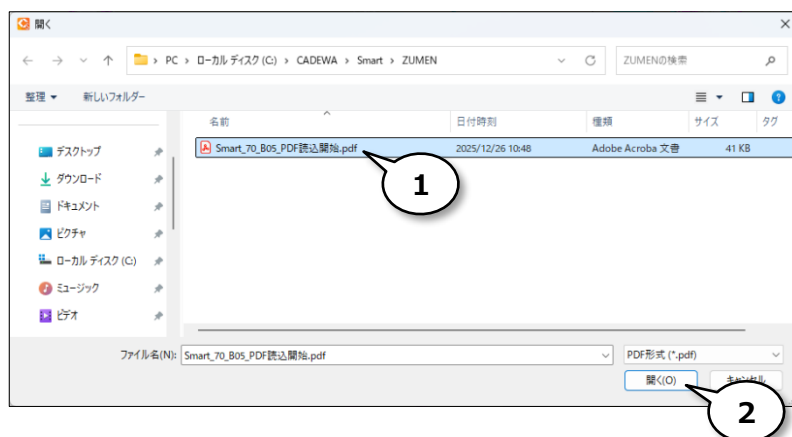 開く
PC › ローカル ディスク (C:) › CADEWA › Smart › ZUMEN
ZUMENの検索
整理 新しいフォルダー
名前 日付時刻 種類 サイズ タグ
Smart_70_B05_PDF読込開始.pdf 2025/12/26 10:48 Adobe Acroba 文書 41 KB
1
デスクトップ
ダウンロード
ドキュメント
ピクチャ
ローカル ディスク (C:)
ミュージック
ビデオ
ファイル名(N): Smart_70_B05_PDF読込開始.pdf PDF形式 (*.pdf)
開く(O) キャンセル
2